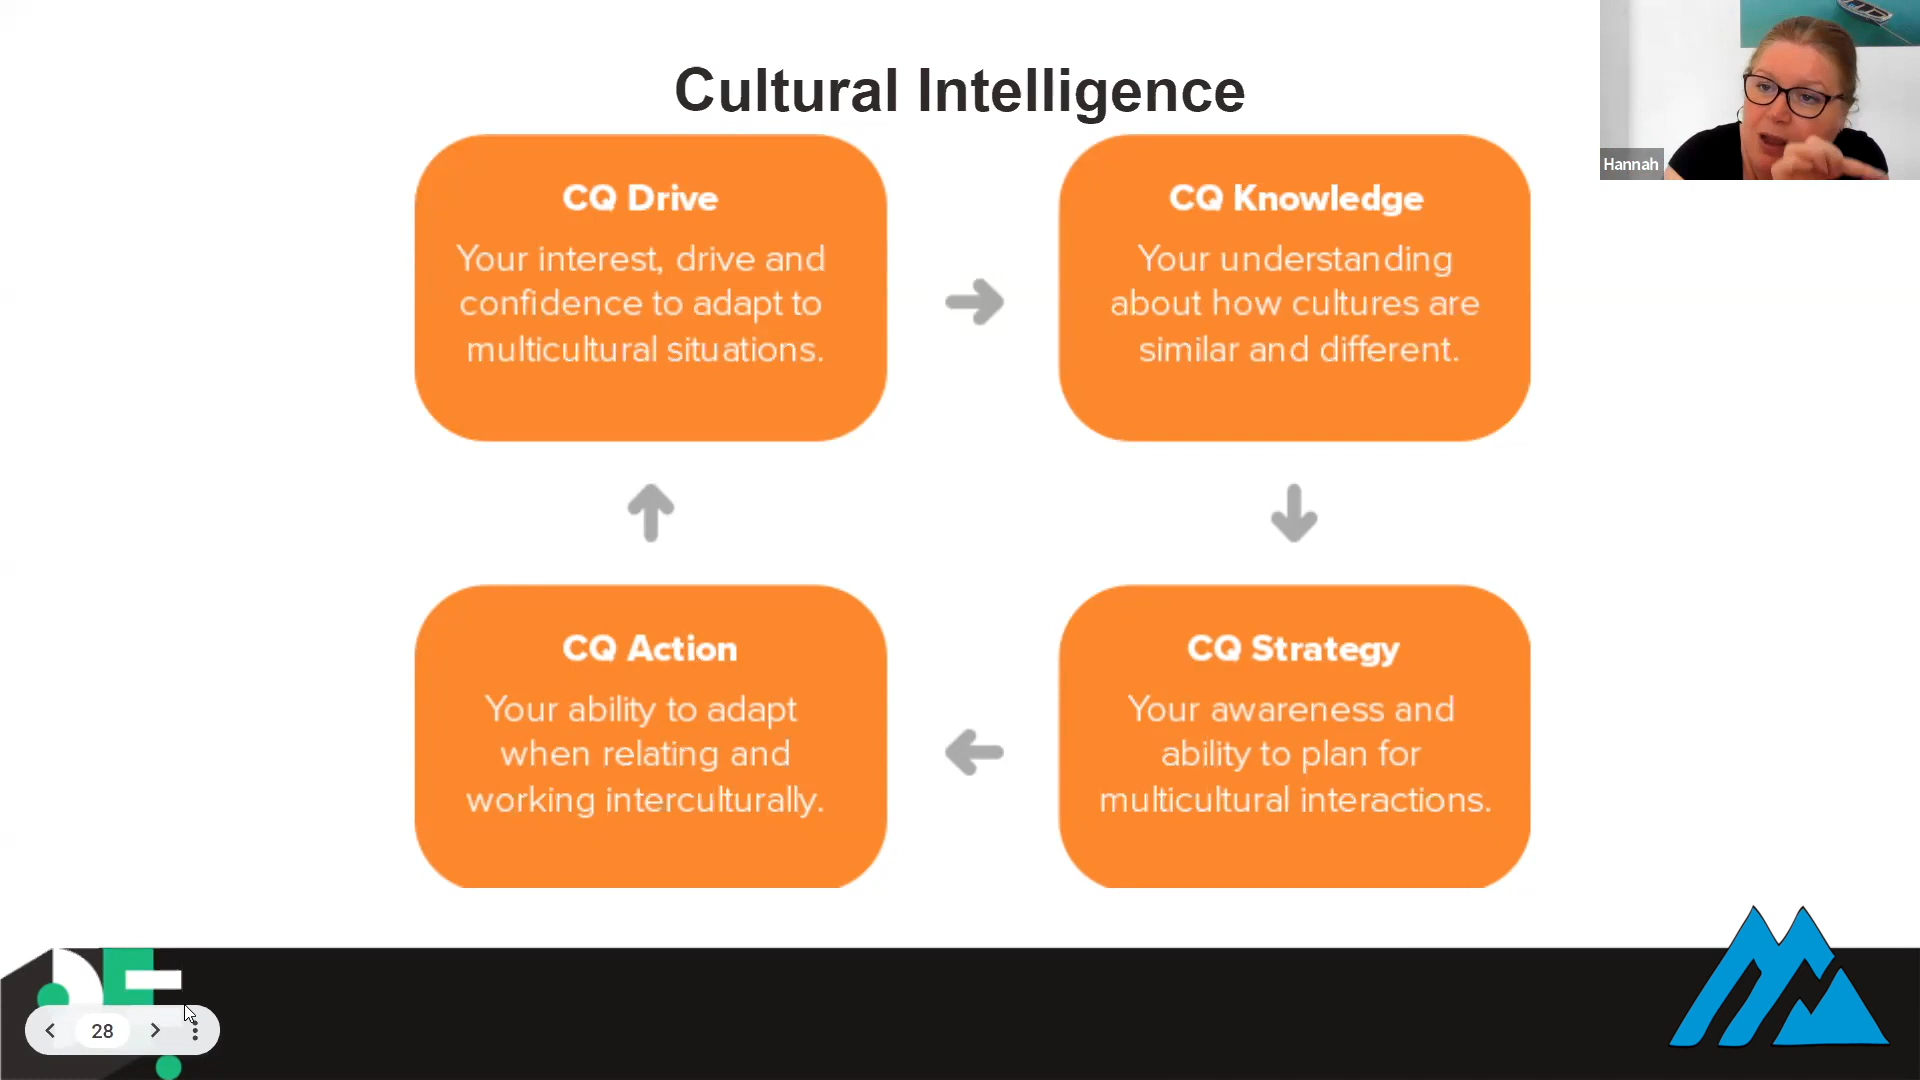 Cultural Intelligence
Hannah
CQ Drive
Your interest, drive and
confidence to adapt to
multicultural situations.
CQ Knowledge
Your understanding
about how cultures are
similar and different.
CQ Action
Your ability to adapt
when relating and
working interculturally.
CQ Strategy
Your awareness and
ability to plan for
multicultural interactions.
28